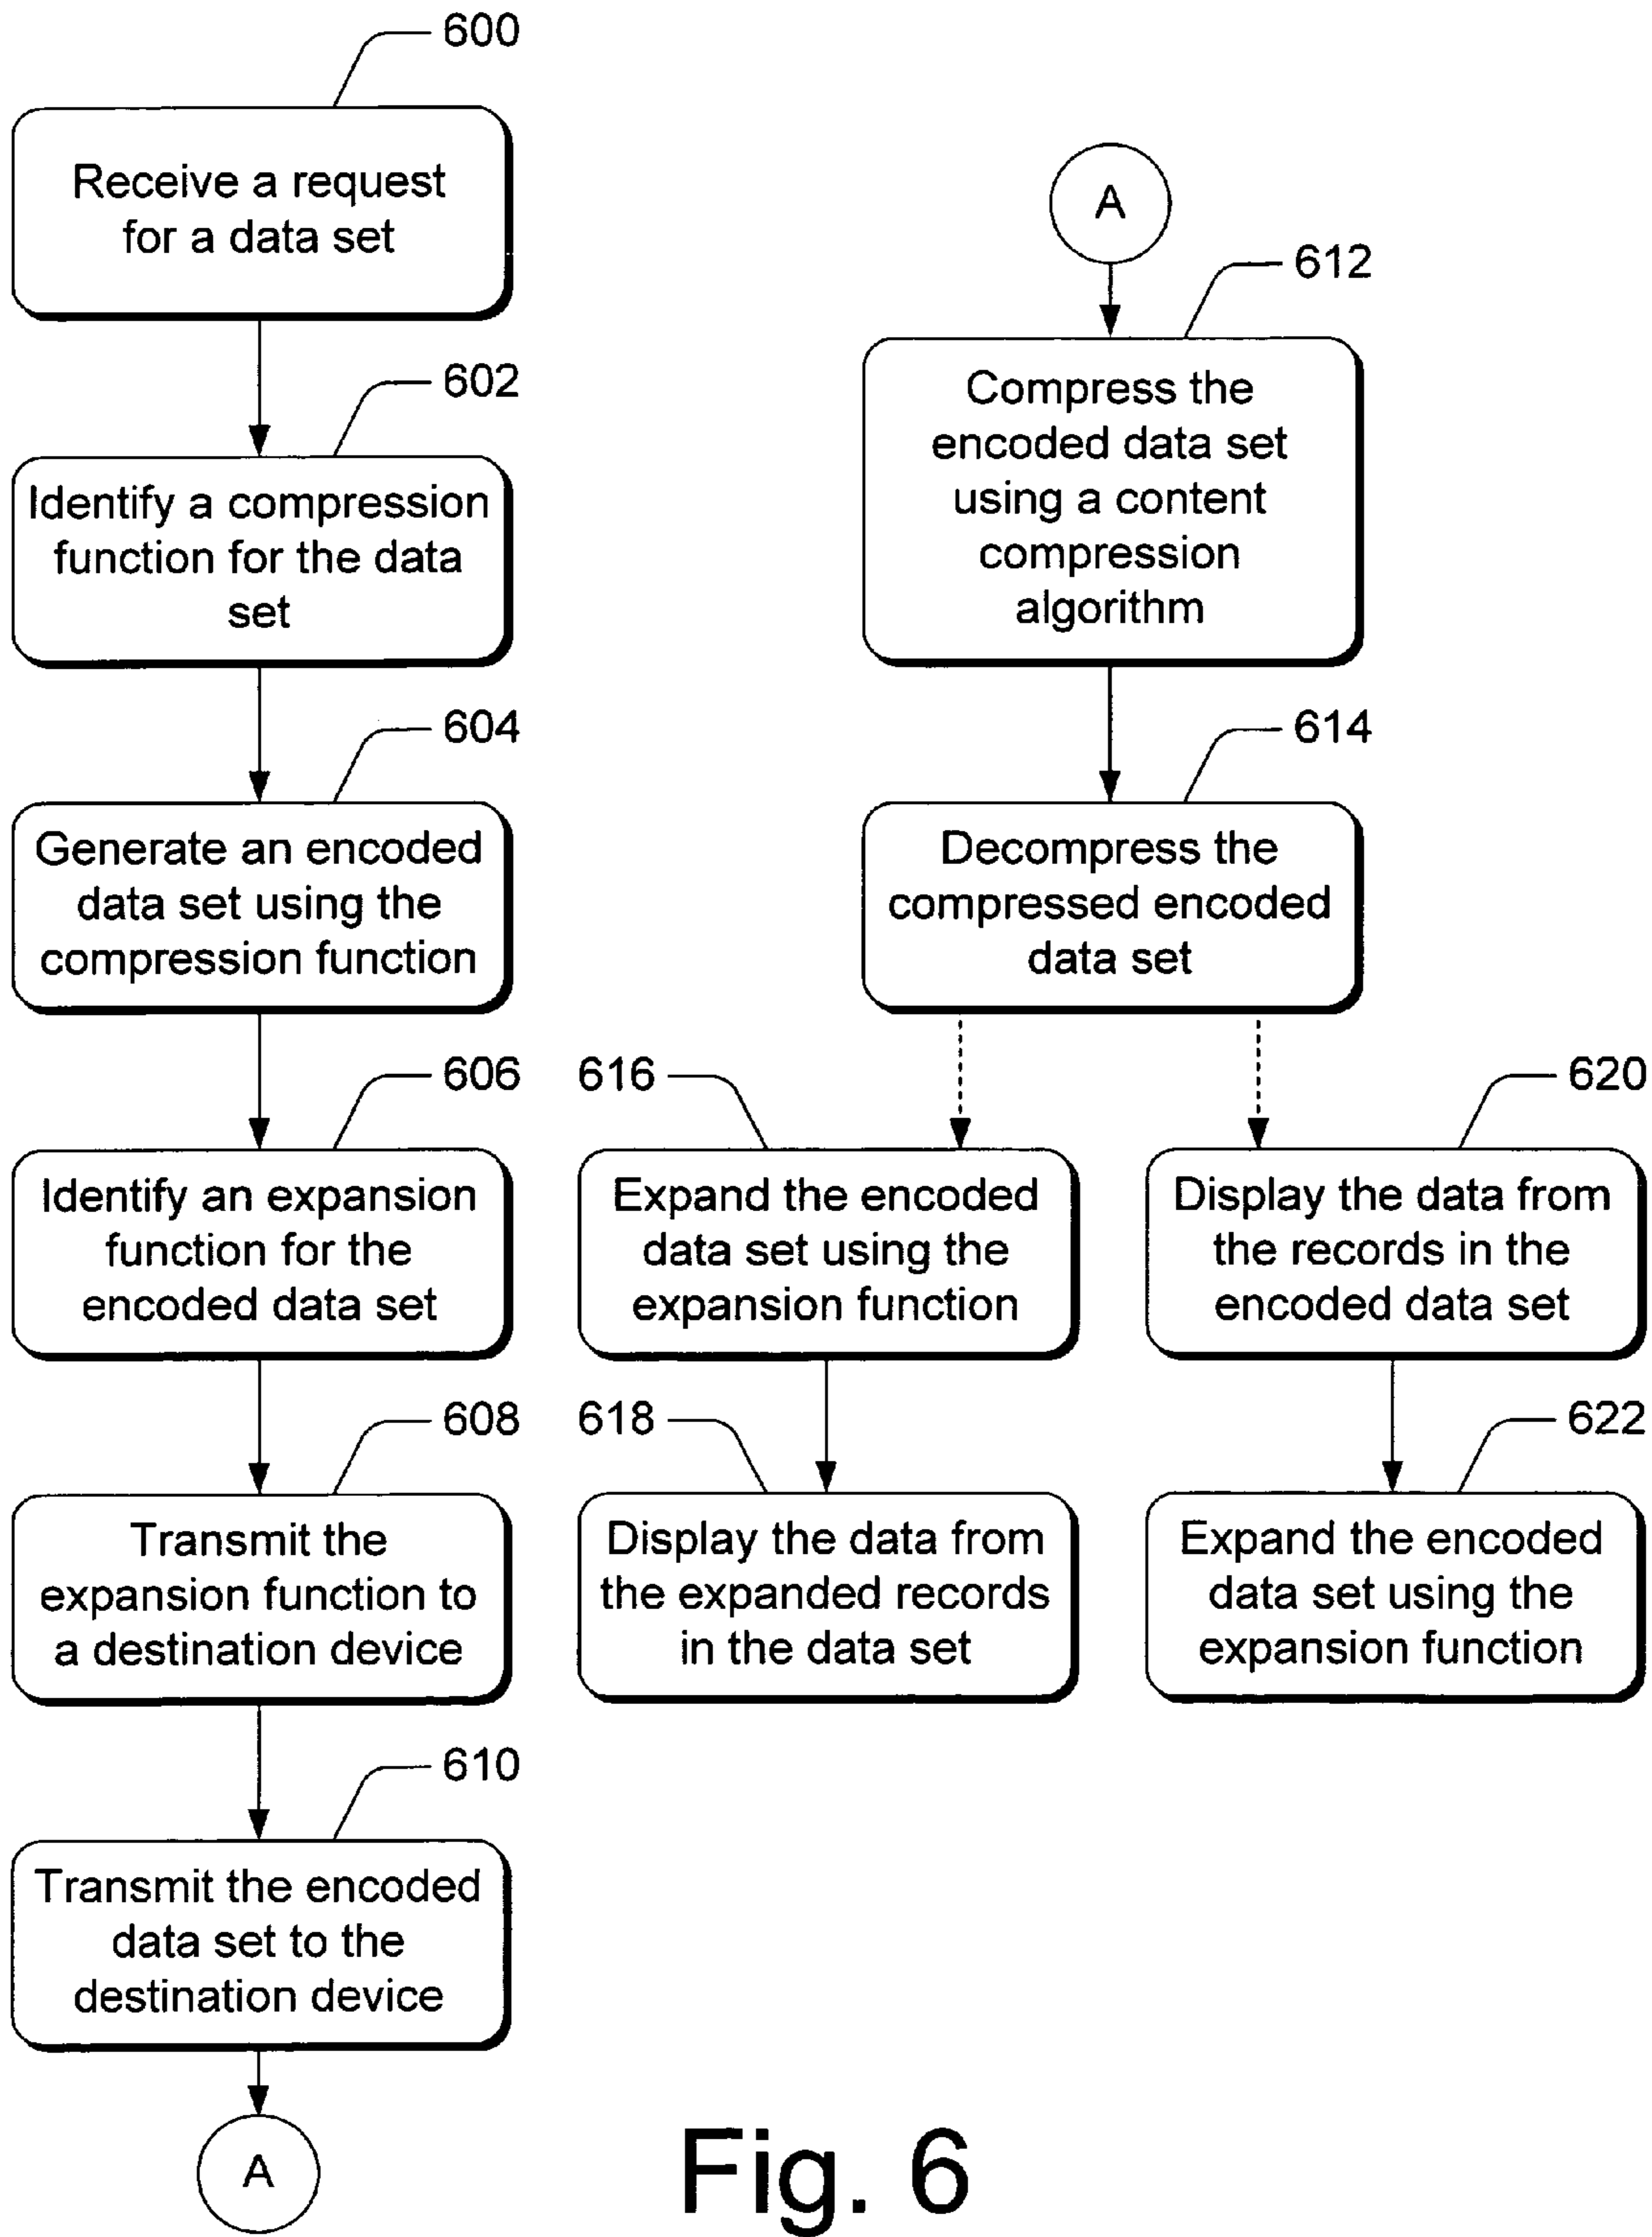 600
Receive a request
for a data set
602
Identify a compression
function for the data
set
604
Generate an encoded
data set using the
compression function
606
Identify an expansion
function for the
encoded data set
608
Transmit the
expansion function to
a destination device
610
Transmit the encoded
data set to the
destination device
A
A
612
Compress the
encoded data set
using a content
compression
algorithm
614
Decompress the
compressed encoded
data set
616
Expand the encoded
data set using the
expansion function
618
Display the data from
the expanded records
in the data set
620
Display the data from
the records in the
encoded data set
622
Expand the encoded
data set using the
expansion function
Fig. 6